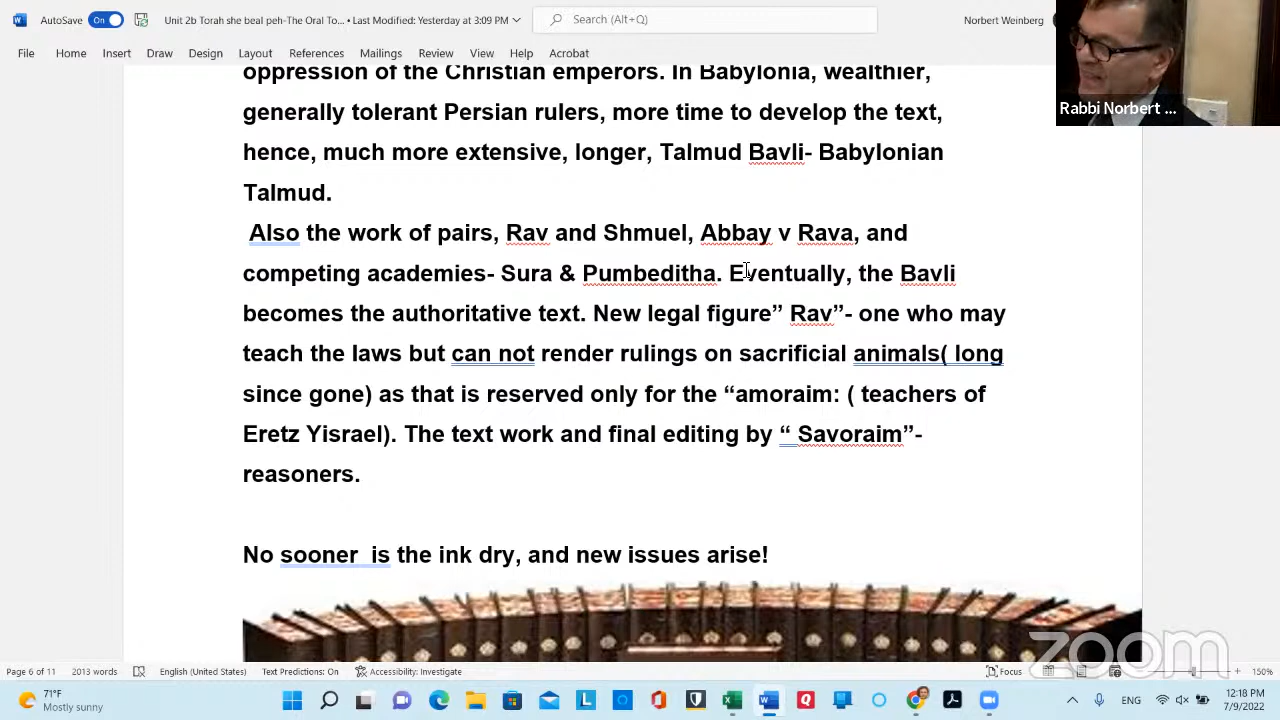 AutoSave On Unit 2b Torah she beal peh-The Oral To... • Last Modified: Yesterday at 3:09 PM Search (Alt+Q) Norbert Weinberg
File Home Insert Draw Design Layout References Mailings Review View Help Acrobat
Rabbi Norbert ...
oppression of the Christian emperors. In Babylonia, wealthier,
generally tolerant Persian rulers, more time to develop the text,
hence, much more extensive, longer, Talmud Bavli- Babylonian
Talmud.
Also the work of pairs, Rav and Shmuel, Abbay v Rava, and
competing academies- Sura & Pumbeditha. Eventually, the Bavli
becomes the authoritative text. New legal figure” Rav”- one who may
teach the laws but can not render rulings on sacrificial animals( long
since gone) as that is reserved only for the “amoraim: ( teachers of
Eretz Yisrael). The text work and final editing by “ Savoraim”-
reasoners.
No sooner  is the ink dry, and new issues arise!
zoom
Page 6 of 11 2013 words English (United States) Text Predictions: On Accessibility: Investigate Focus 150%
71°F
Mostly sunny
ENG
12:18 PM
7/9/2022